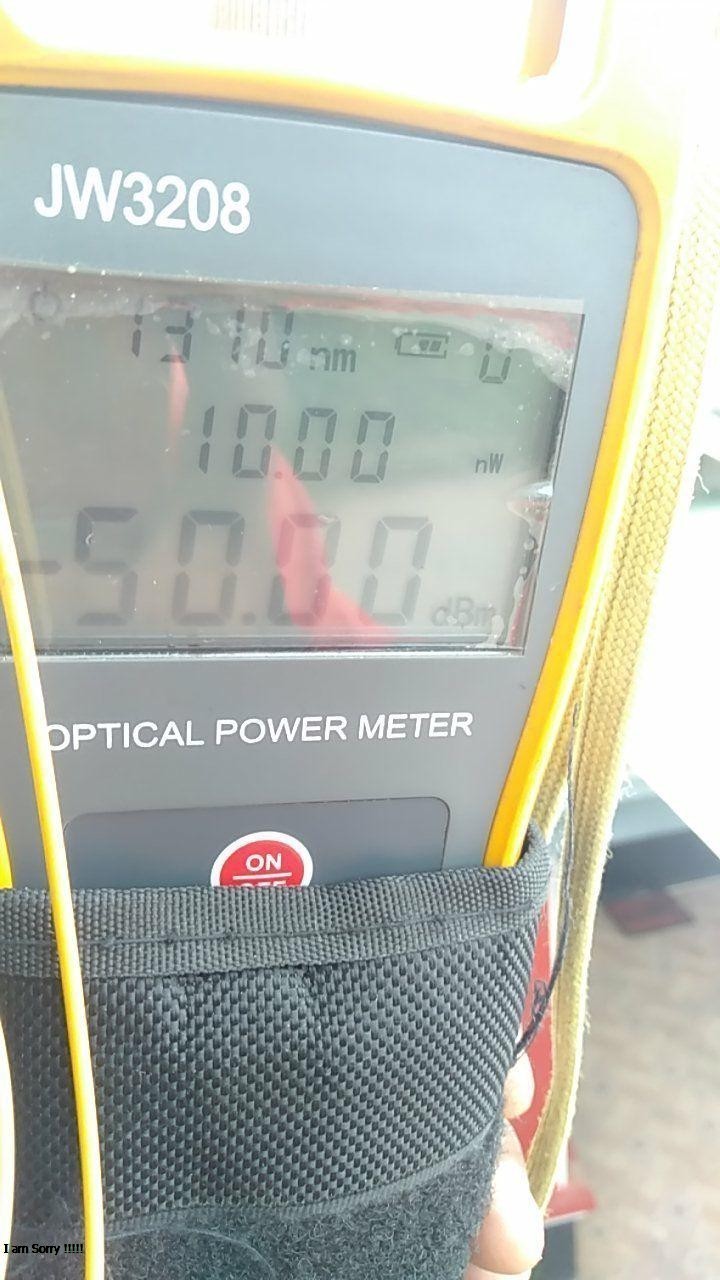 JW3208
1310 nm 0
10.00 nW
-50.00 dBm
OPTICAL POWER METER
ON
I am Sorry !!!!!